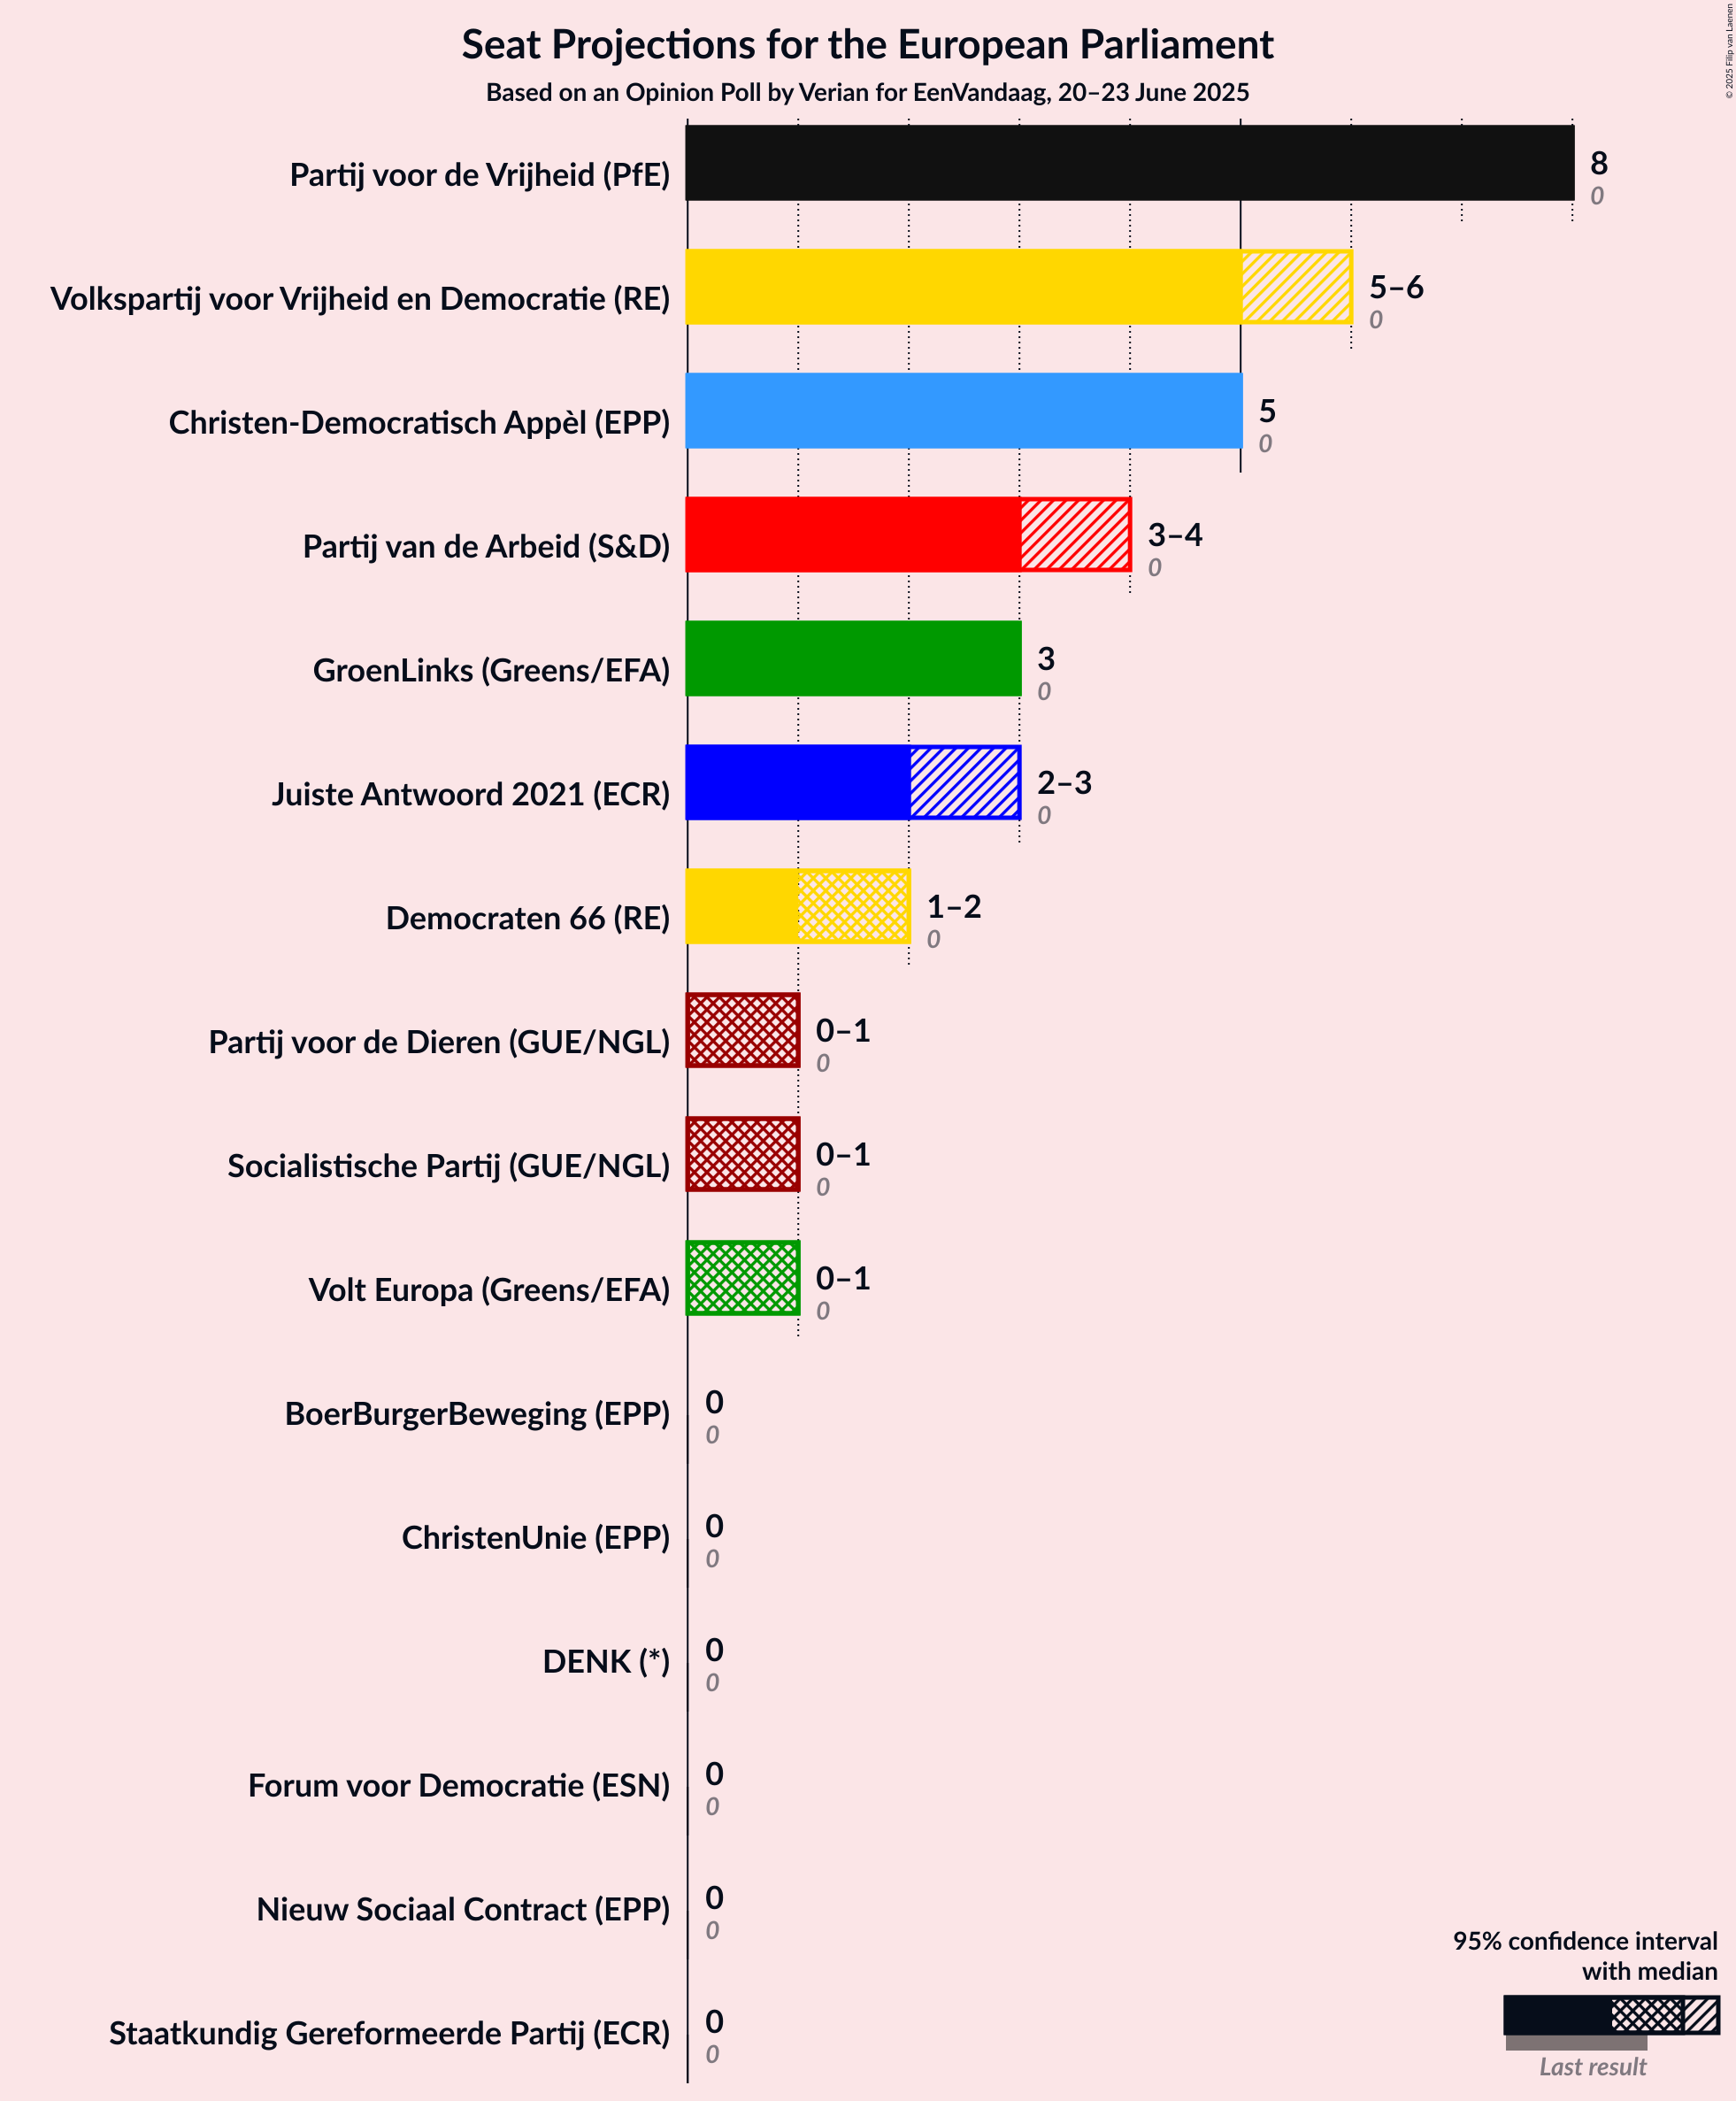 Seat Projections for the European Parliament
Based on an Opinion Poll by Verian for EenVandaag, 20–23 June 2025
© 2025 Filip van Laenen
Partij voor de Vrijheid (PfE)
8
0
Volkspartij voor Vrijheid en Democratie (RE)
5–6
0
Christen-Democratisch Appèl (EPP)
5
0
Partij van de Arbeid (S&D)
3–4
0
GroenLinks (Greens/EFA)
3
0
Juiste Antwoord 2021 (ECR)
2–3
0
Democraten 66 (RE)
1–2
0
Partij voor de Dieren (GUE/NGL)
0–1
0
Socialistische Partij (GUE/NGL)
0–1
0
Volt Europa (Greens/EFA)
0–1
0
BoerBurgerBeweging (EPP)
0
0
ChristenUnie (EPP)
0
0
DENK (*)
0
0
Forum voor Democratie (ESN)
0
0
Nieuw Sociaal Contract (EPP)
0
0
Staatkundig Gereformeerde Partij (ECR)
0
0
95% confidence interval
with median
Last result